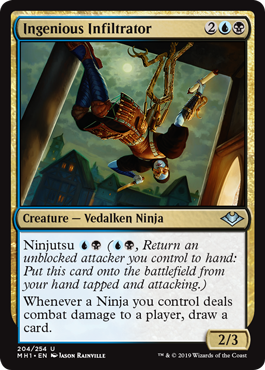 Ingenious Infiltrator 2
Creature — Vedalken Ninja
Ninjutsu (, Return an
unblocked attacker you control to hand:
Put this card onto the battlefield from
your hand tapped and attacking.)
Whenever a Ninja you control deals
combat damage to a player, draw a
card.
2/3
204/254 U
MH1 • EN JASON RAINVILLE
™ & © 2019 Wizards of the Coast